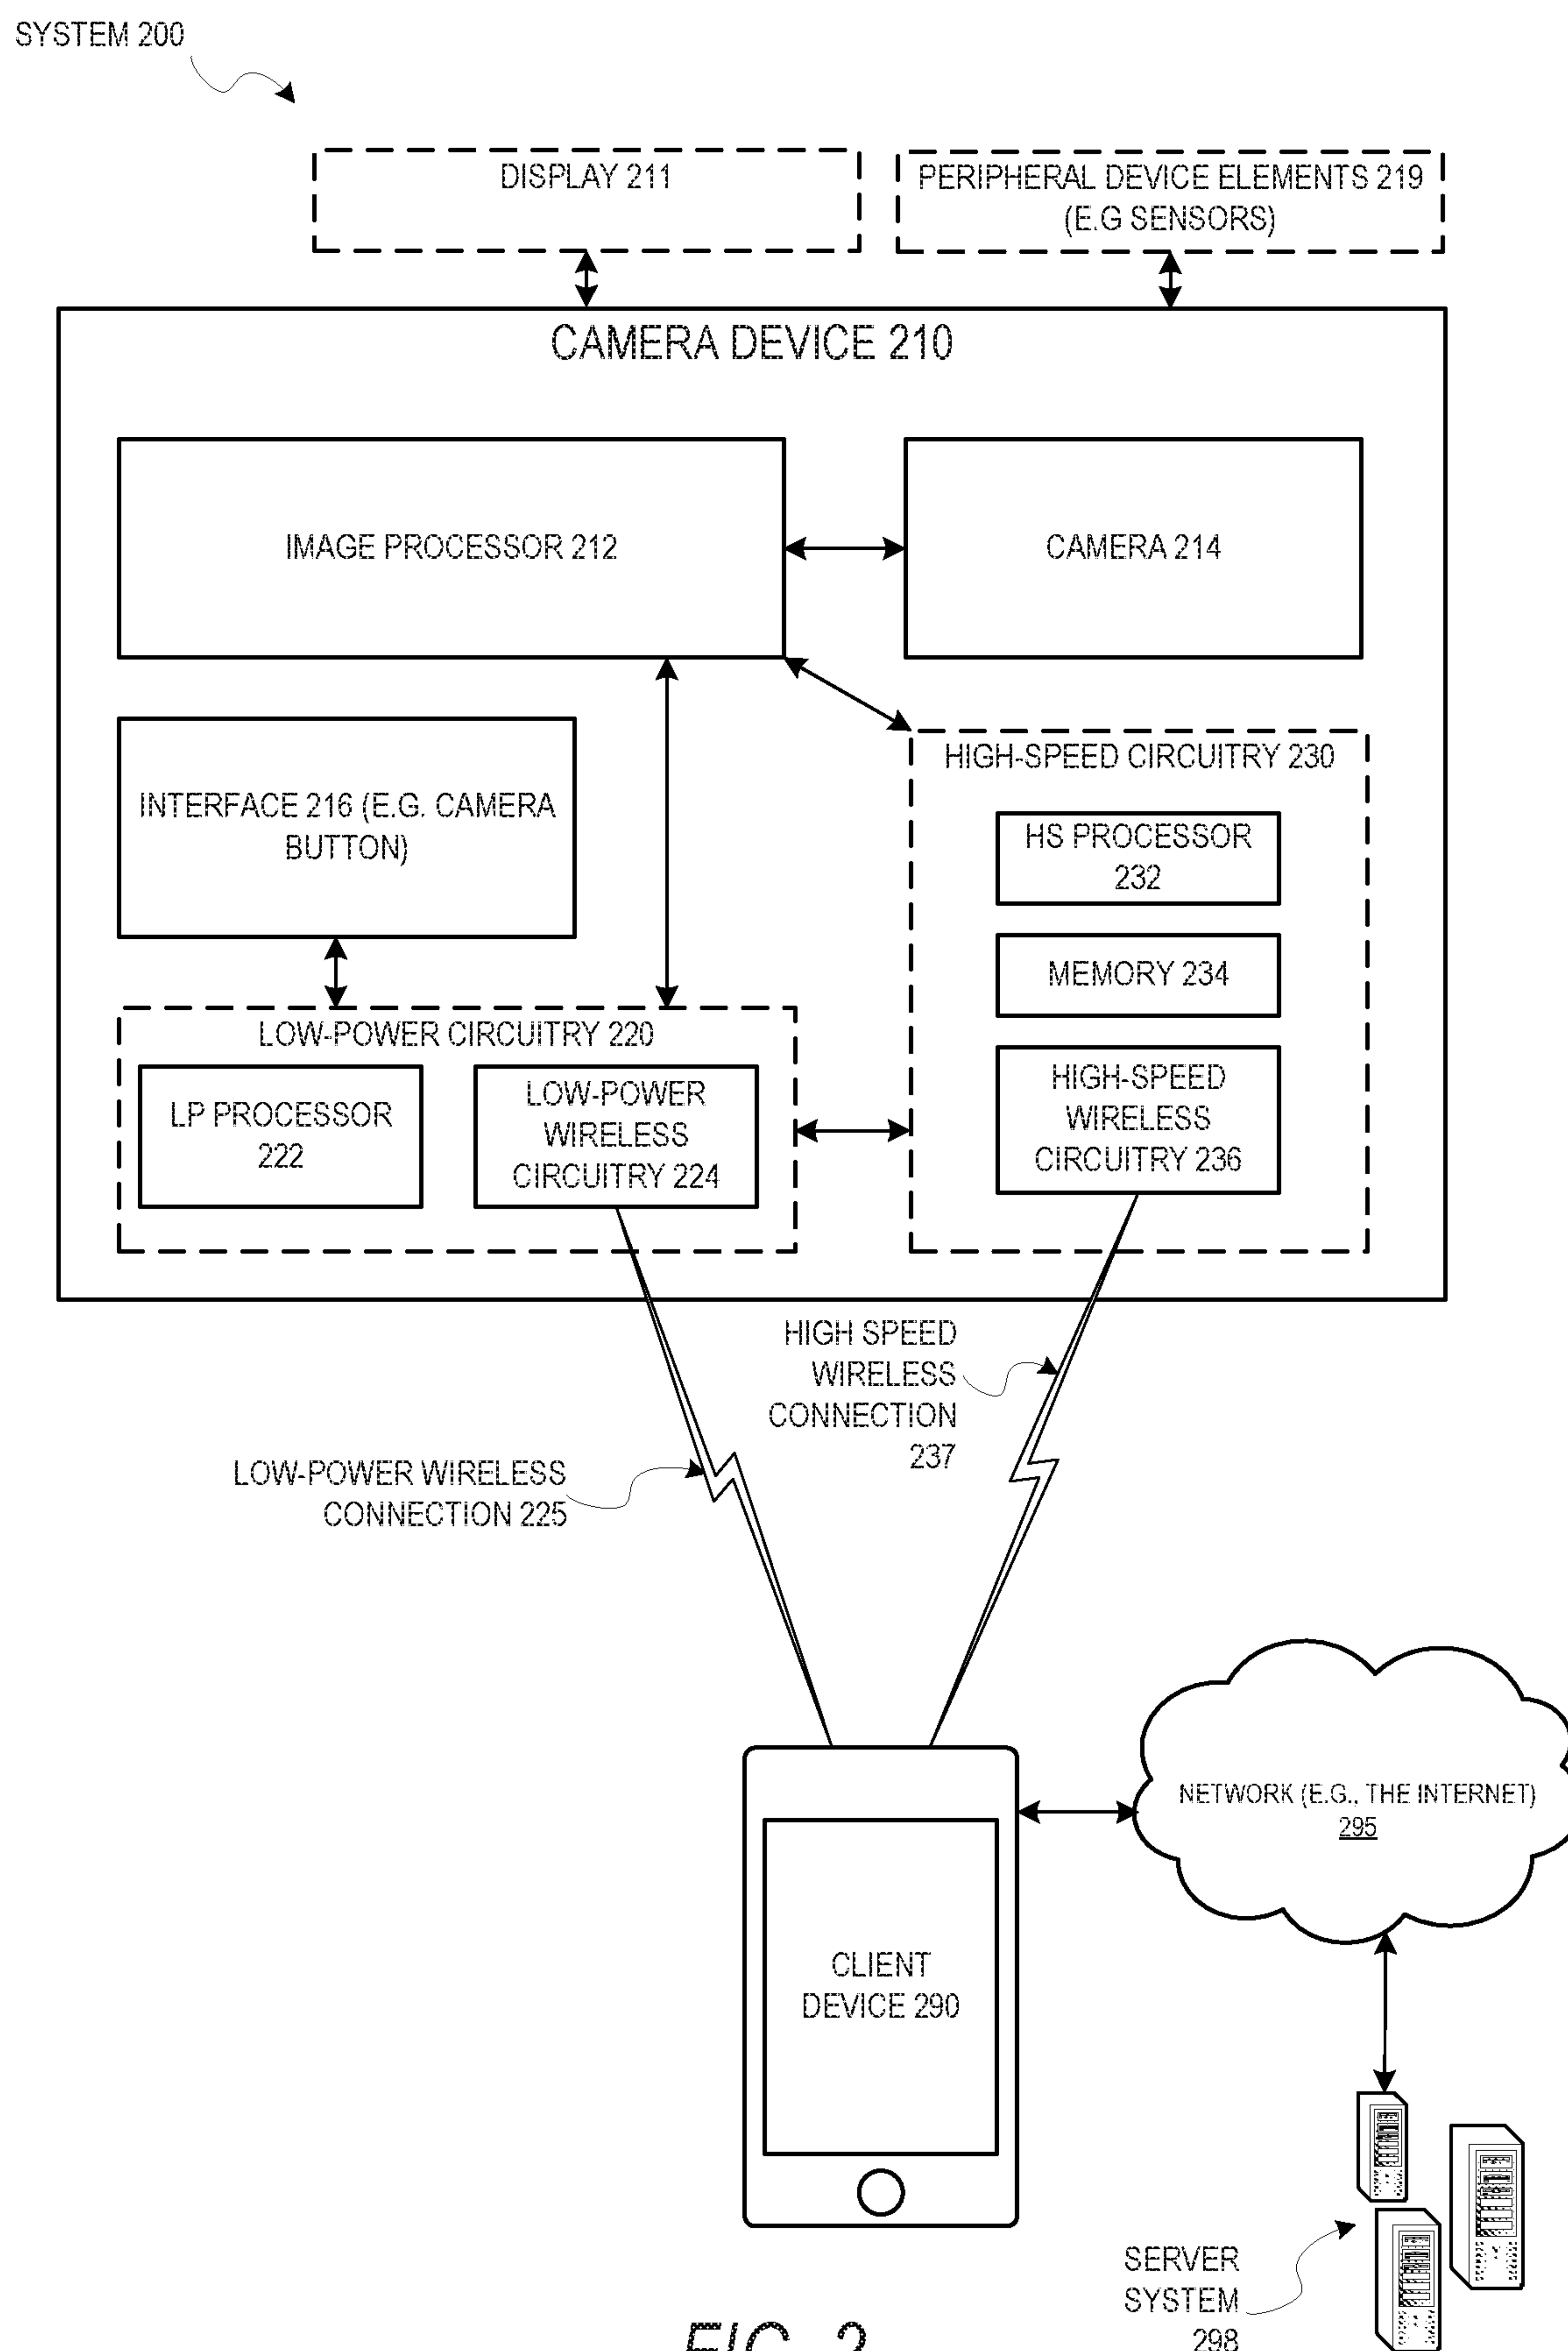 SYSTEM 200
DISPLAY 211
PERIPHERAL DEVICE ELEMENTS 219
(E.G SENSORS)
CAMERA DEVICE 210
IMAGE PROCESSOR 212
CAMERA 214
INTERFACE 216 (E.G. CAMERA
BUTTON)
HIGH-SPEED CIRCUITRY 230
HS PROCESSOR
232
MEMORY 234
HIGH-SPEED
WIRELESS
CIRCUITRY 236
LOW-POWER CIRCUITRY 220
LP PROCESSOR
222
LOW-POWER
WIRELESS
CIRCUITRY 224
HIGH SPEED
WIRELESS
CONNECTION
237
LOW-POWER WIRELESS
CONNECTION 225
NETWORK (E.G., THE INTERNET)
295
CLIENT
DEVICE 290
SERVER
SYSTEM
298
FIG. 2